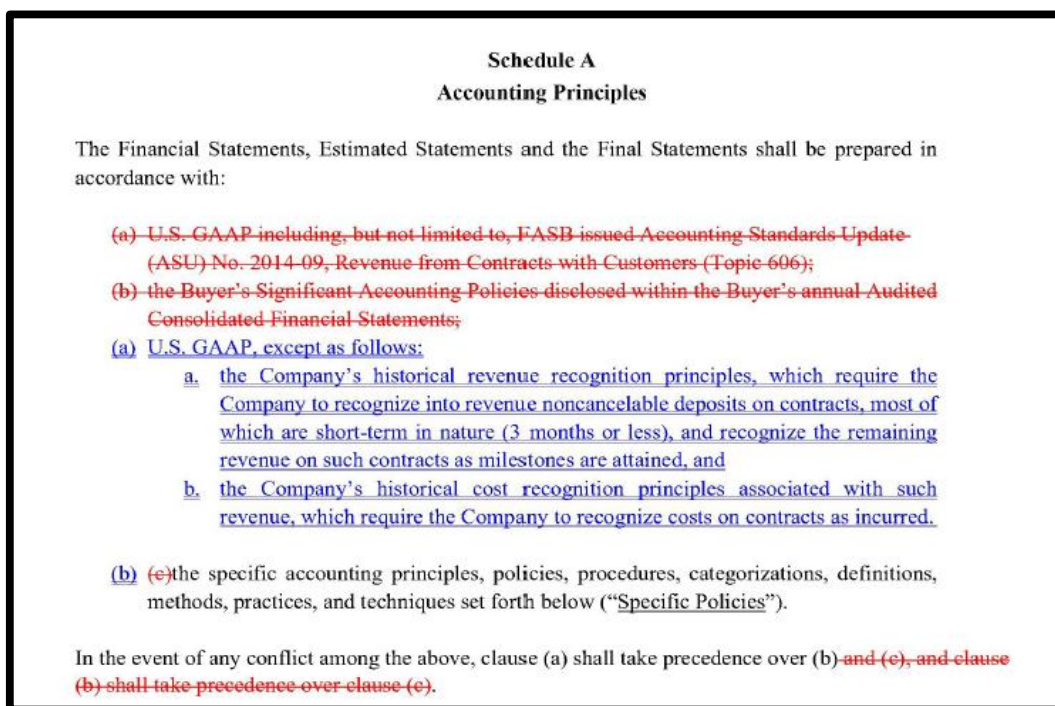 Schedule A
Accounting Principles
The Financial Statements, Estimated Statements and the Final Statements shall be prepared in
accordance with:
(a) U.S. GAAP including, but not limited to, FASB issued Accounting Standards Update
(ASU) No. 2014-09, Revenue from Contracts with Customers (Topic 606);
(b) the Buyer's Significant Accounting Policies disclosed within the Buyer's annual Audited
Consolidated Financial Statements;
(a) U.S. GAAP, except as follows:
a. the Company's historical revenue recognition principles, which require the
Company to recognize into revenue noncancelable deposits on contracts, most of
which are short-term in nature (3 months or less), and recognize the remaining
revenue on such contracts as milestones are attained, and
b. the Company's historical cost recognition principles associated with such
revenue, which require the Company to recognize costs on contracts as incurred.
(b) (c)the specific accounting principles, policies, procedures, categorizations, definitions,
methods, practices, and techniques set forth below ("Specific Policies").
In the event of any conflict among the above, clause (a) shall take precedence over (b) and (c), and clause
(b) shall take precedence over clause (c).